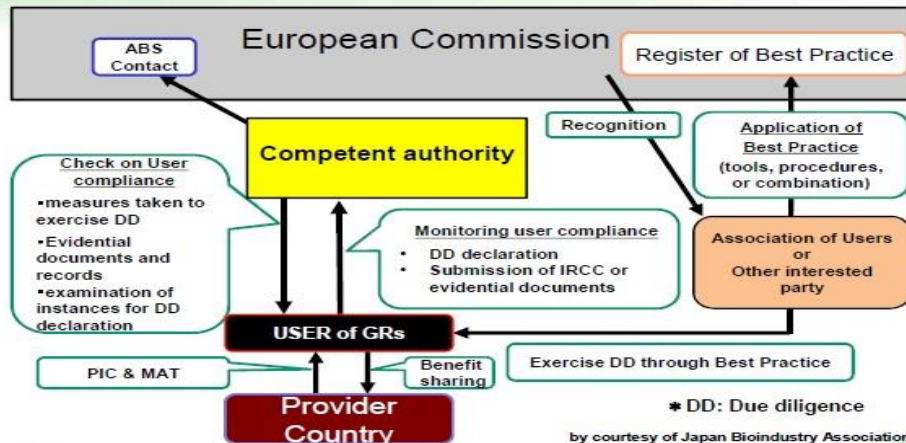 European Commission
ABS
Contact
Register of Best Practice
Recognition
Application of
Best Practice
(tools, procedures,
or combination)
Competent authority
Check on User
compliance
▪measures taken to
exercise DD
▪Evidential
documents and
records
▪examination of
instances for DD
declaration
Monitoring user compliance
• DD declaration
• Submission of IRCC or
evidential documents
Association of Users
or
Other interested
party
USER of GRs
PIC & MAT
Benefit
sharing
Exercise DD through Best Practice
Provider
Country
* DD: Due diligence
by courtesy of Japan Bioindustry Association